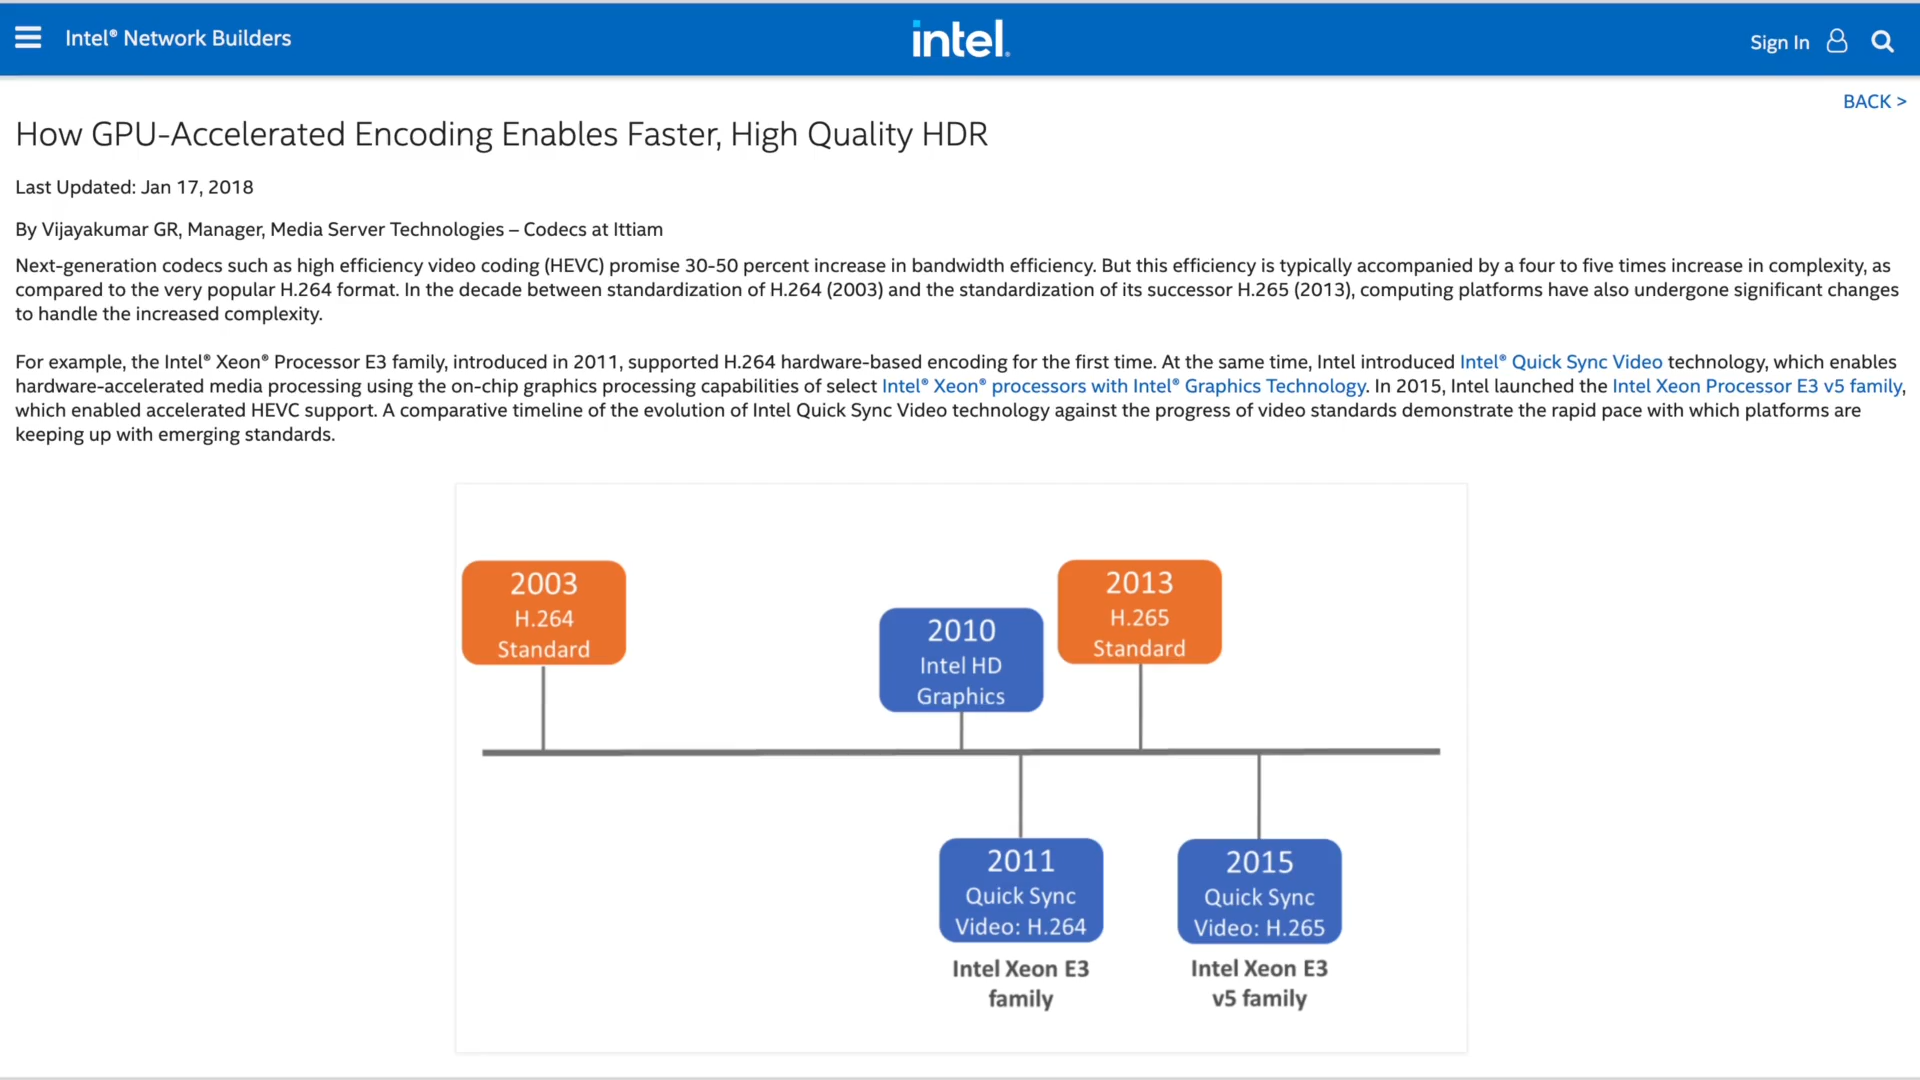 Intel® Network Builders
intel.
Sign In
BACK >
How GPU-Accelerated Encoding Enables Faster, High Quality HDR
Last Updated: Jan 17, 2018
By Vijayakumar GR, Manager, Media Server Technologies – Codecs at Ittiam
Next-generation codecs such as high efficiency video coding (HEVC) promise 30-50 percent increase in bandwidth efficiency. But this efficiency is typically accompanied by a four to five times increase in complexity, as
compared to the very popular H.264 format. In the decade between standardization of H.264 (2003) and the standardization of its successor H.265 (2013), computing platforms have also undergone significant changes
to handle the increased complexity.
For example, the Intel® Xeon® Processor E3 family, introduced in 2011, supported H.264 hardware-based encoding for the first time. At the same time, Intel introduced Intel® Quick Sync Video technology, which enables
hardware-accelerated media processing using the on-chip graphics processing capabilities of select Intel® Xeon® processors with Intel® Graphics Technology. In 2015, Intel launched the Intel Xeon Processor E3 v5 family,
which enabled accelerated HEVC support. A comparative timeline of the evolution of Intel Quick Sync Video technology against the progress of video standards demonstrate the rapid pace with which platforms are
keeping up with emerging standards.
2003
H.264
Standard
2010
Intel HD
Graphics
2013
H.265
Standard
2011
Quick Sync
Video: H.264
Intel Xeon E3
family
2015
Quick Sync
Video: H.265
Intel Xeon E3
v5 family